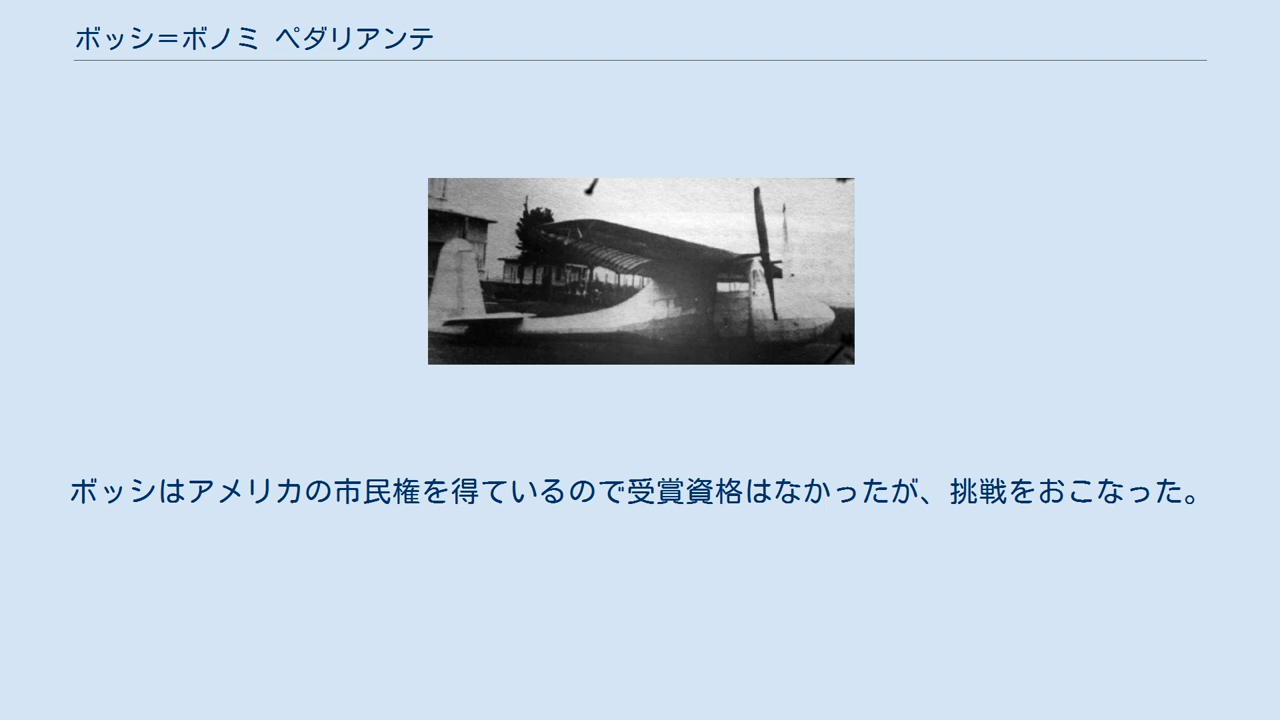 ボッシ＝ボノミ ペダリアンテ
ボッシはアメリカの市民権を得ているので受賞資格はなかったが、挑戦をおこなった。